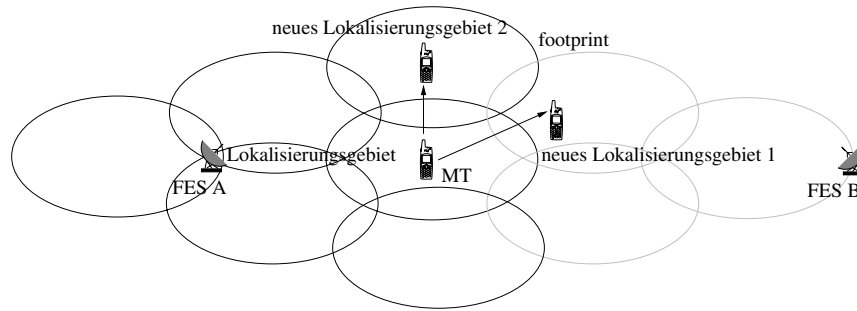 neues Lokalisierungsgebiet 2
footprint
Lokalisierungsgebiet
neues Lokalisierungsgebiet 1
MT
FES A
FES B